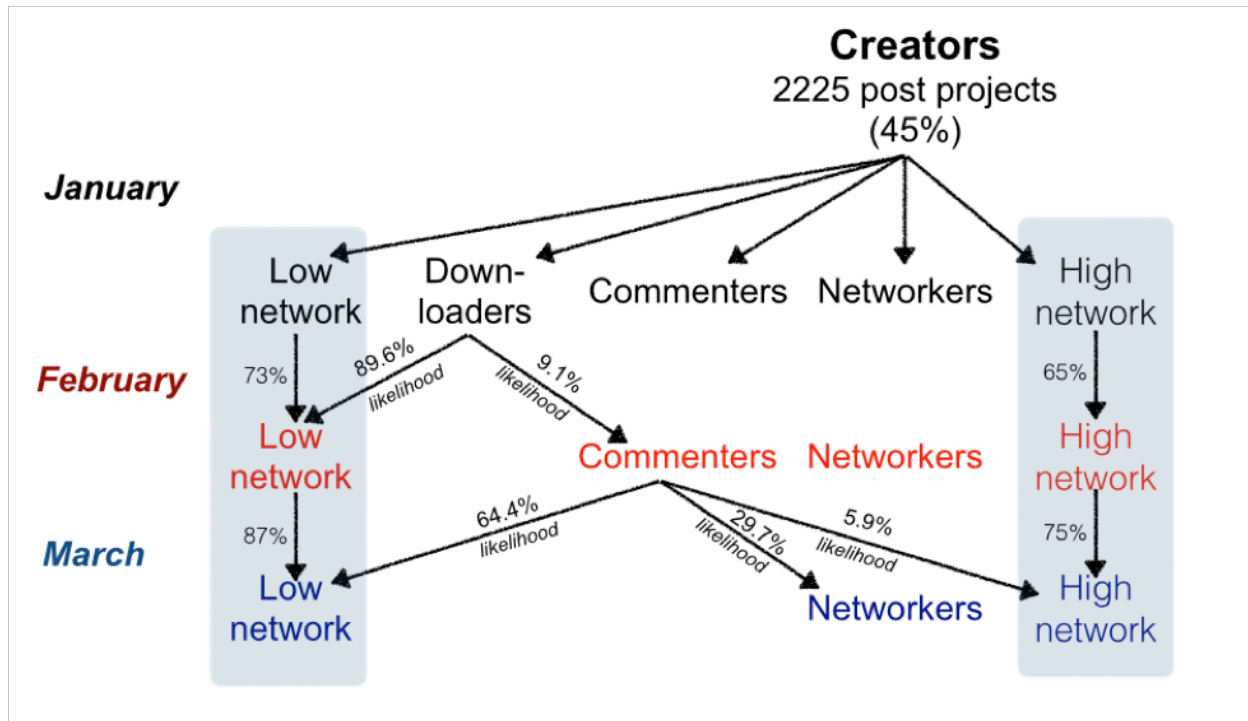 Creators
2225 post projects
(45%)
January
Low
network
Down-
loaders
Commenters
Networkers
High
network
February
73%
89.6%
likelihood
9.1%
likelihood
65%
Low
network
Commenters
Networkers
High
network
March
87%
64.4%
likelihood
29.7%
likelihood
5.9%
likelihood
75%
Low
network
Networkers
High
network